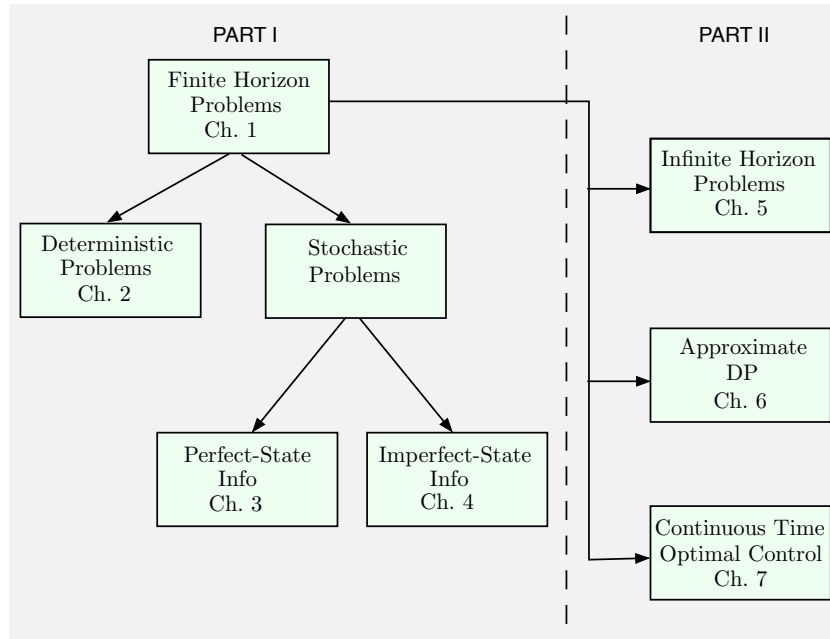 PART I
PART II
Finite Horizon
Problems
Ch. 1
Deterministic
Problems
Ch. 2
Stochastic
Problems
Perfect-State
Info
Ch. 3
Imperfect-State
Info
Ch. 4
Infinite Horizon
Problems
Ch. 5
Approximate
DP
Ch. 6
Continuous Time
Optimal Control
Ch. 7